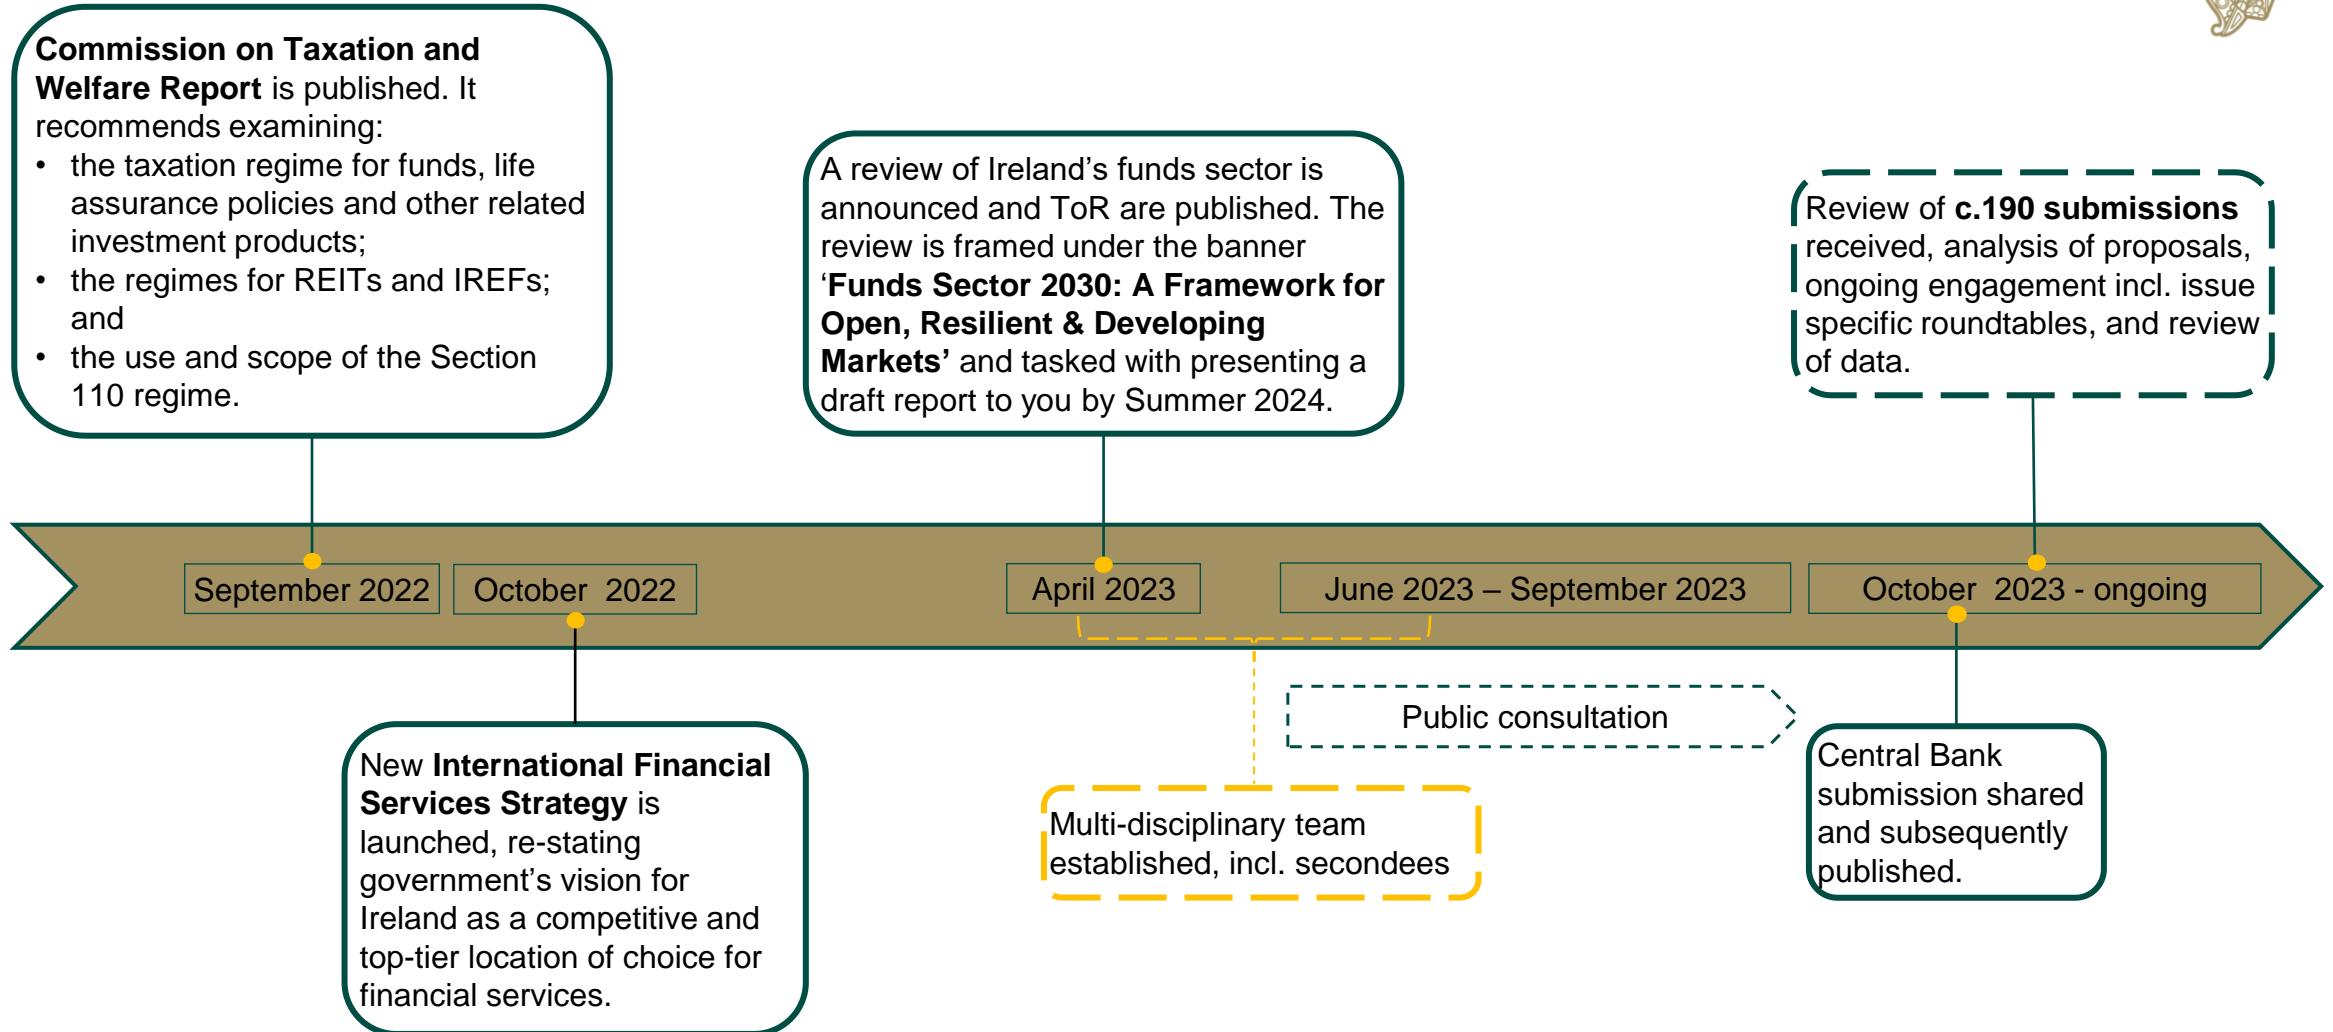 Commission on Taxation and
Welfare Report is published. It
recommends examining:
• the taxation regime for funds, life
assurance policies and other related
investment products;
• the regimes for REITs and IREFs;
and
• the use and scope of the Section
110 regime.
A review of Ireland’s funds sector is
announced and ToR are published. The
review is framed under the banner
‘Funds Sector 2030: A Framework for
Open, Resilient & Developing
Markets’ and tasked with presenting a
draft report to you by Summer 2024.
Review of c.190 submissions
received, analysis of proposals,
ongoing engagement incl. issue
specific roundtables, and review
of data.
September 2022
October 2022
April 2023
June 2023 – September 2023
October 2023 - ongoing
New International Financial
Services Strategy is
launched, re-stating
government’s vision for
Ireland as a competitive and
top-tier location of choice for
financial services.
Multi-disciplinary team
established, incl. secondees
Public consultation
Central Bank
submission shared
and subsequently
published.